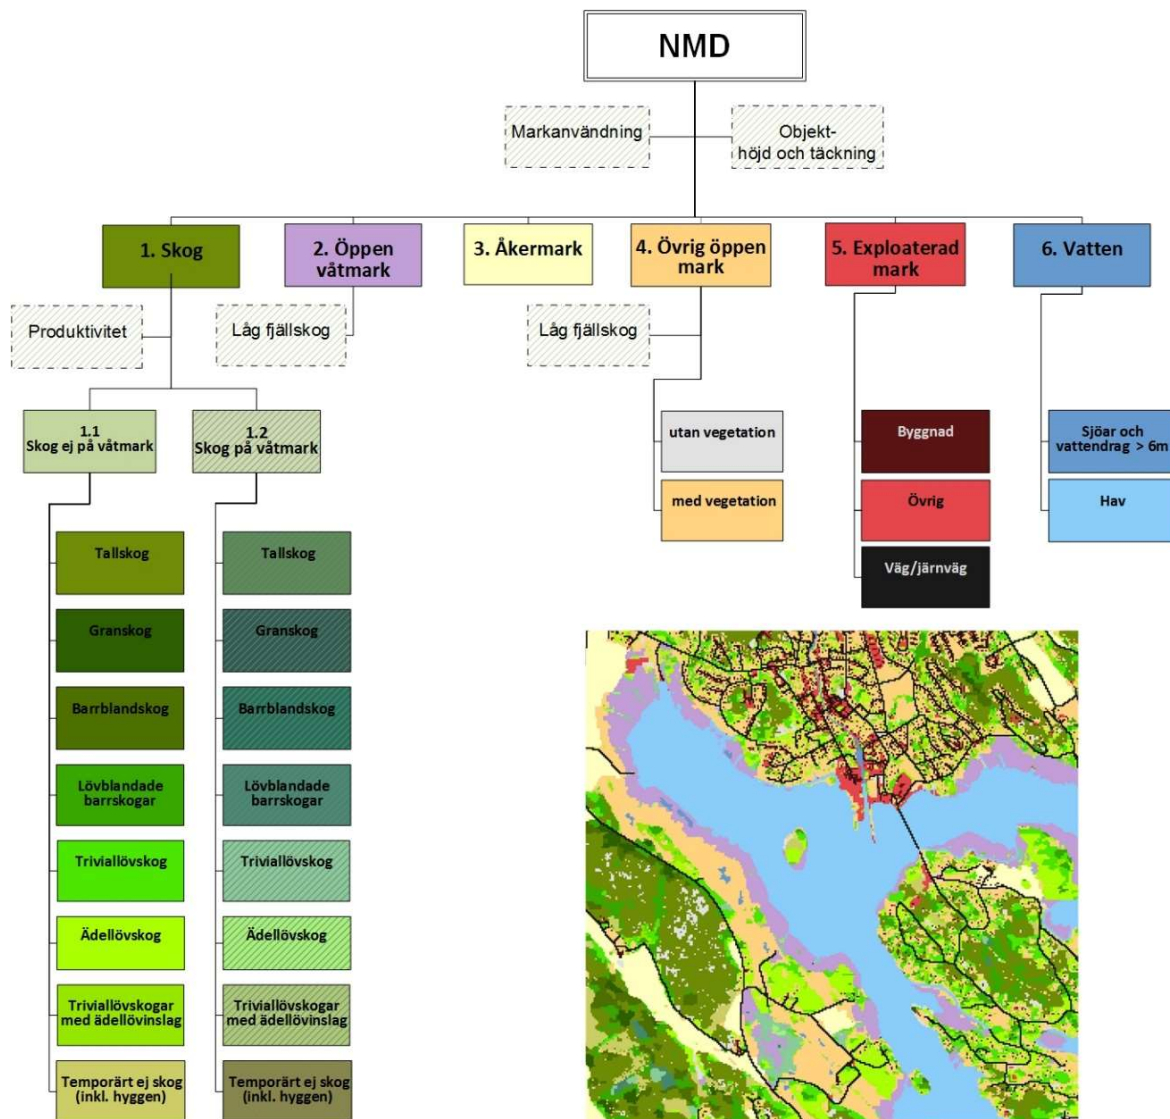 NMD
Markanvändning
Objekt-
höjd och täckning
1. Skog
2. Öppen
våtmark
3. Åkermark
4. Övrig öppen
mark
5. Exploaterad
mark
6. Vatten
Produktivitet
Låg fjällskog
Låg fjällskog
1.1
Skog ej på våtmark
1.2
Skog på våtmark
utan vegetation
med vegetation
Byggnad
Övrig
Väg/järnväg
Sjöar och
vattendrag > 6m
Hav
Tallskog
Granskog
Barrblandskog
Lövblandade
barrskogar
Triviallövskog
Ädellövskog
Triviallövskogar
med ädellövinslag
Temporärt ej skog
(inkl. hyggen)
Tallskog
Granskog
Barrblandskog
Lövblandade
barrskogar
Triviallövskog
Ädellövskog
Triviallövskogar
med ädellövinslag
Temporärt ej skog
(inkl. hyggen)